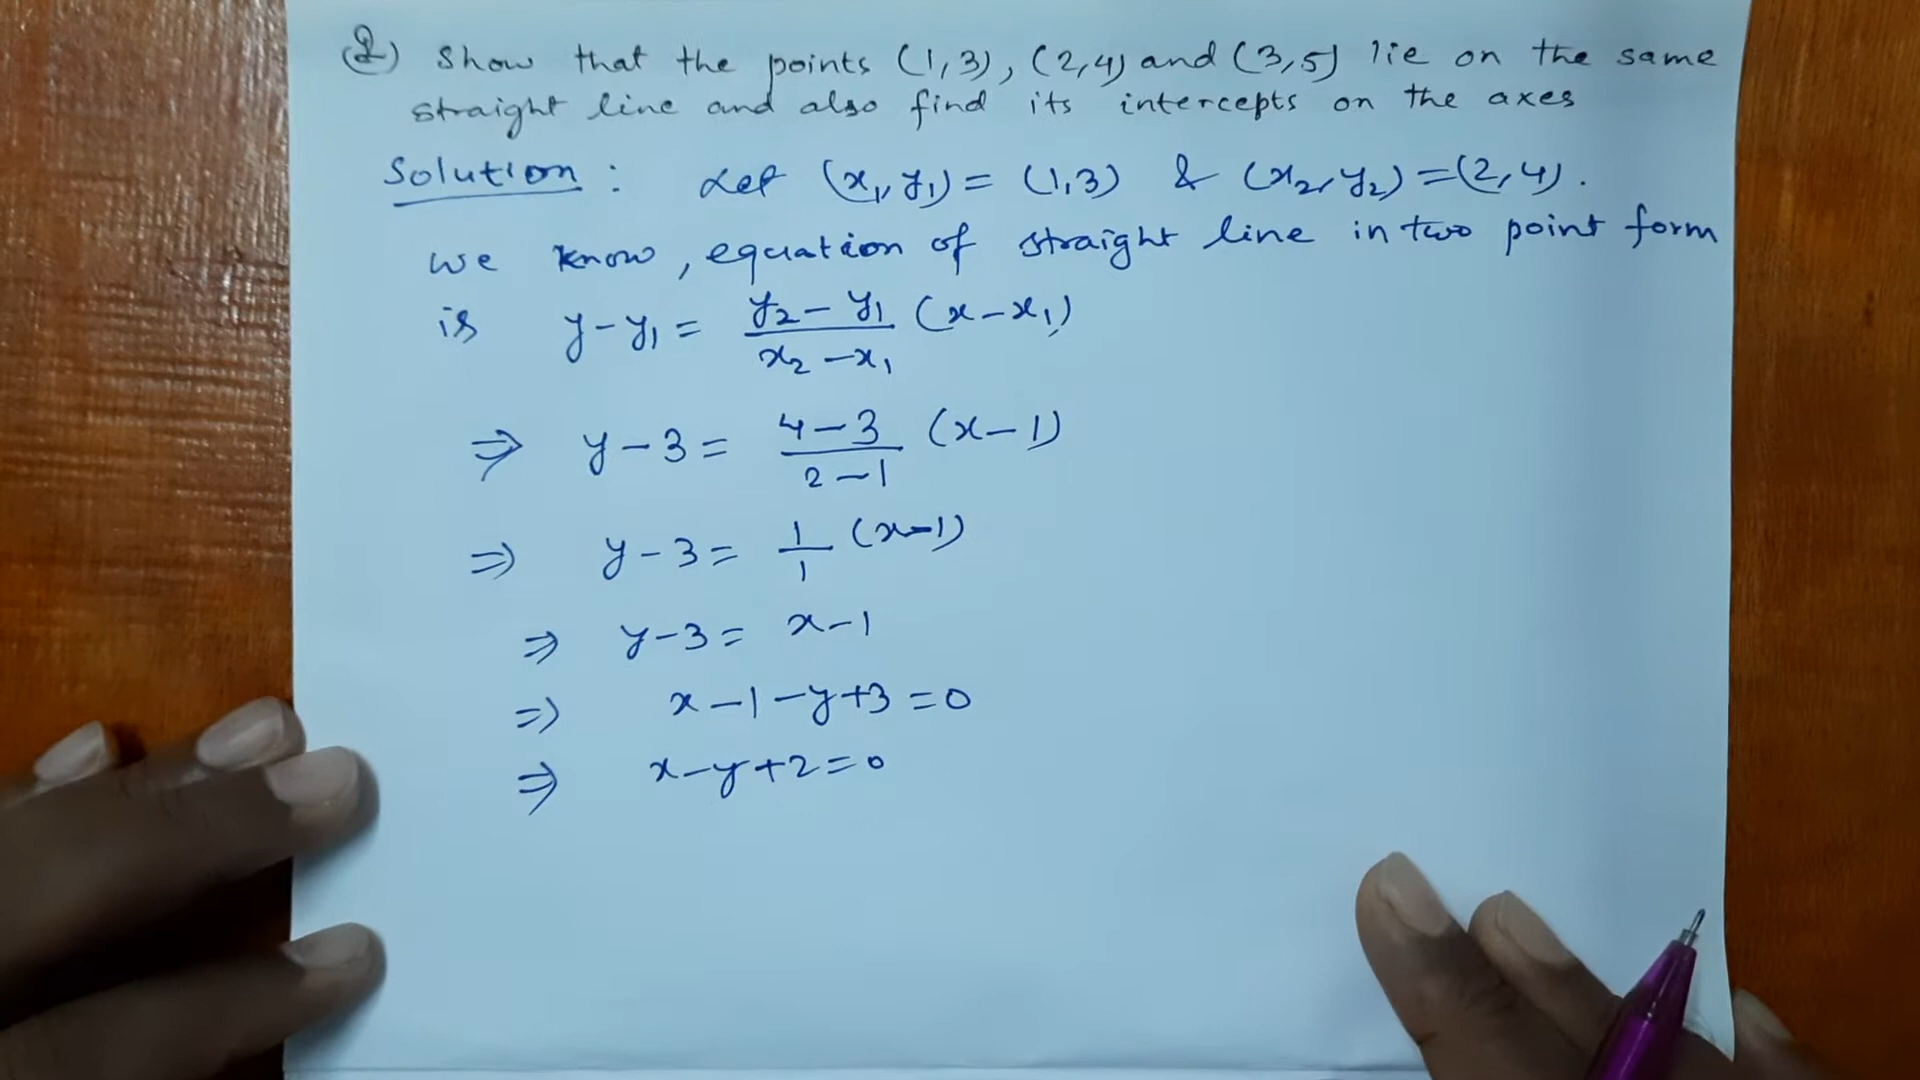 Q) Show that the points (1,3), (2,4) and (3,5) lie on the same
straight line and also find its intercepts on the axes
Solution : Let (x₁, y₁) = (1,3) & (x₂, y₂) = (2,4).
we know, equation of straight line in two point form
is y-y₁ = y₂-y₁/x₂-x₁ (x-x₁)
⇒ y-3 = 4-3/2-1 (x-1)
⇒ y-3 = 1/1 (x-1)
⇒ y-3 = x-1
⇒ x-1-y+3=0
⇒ x-y+2=0